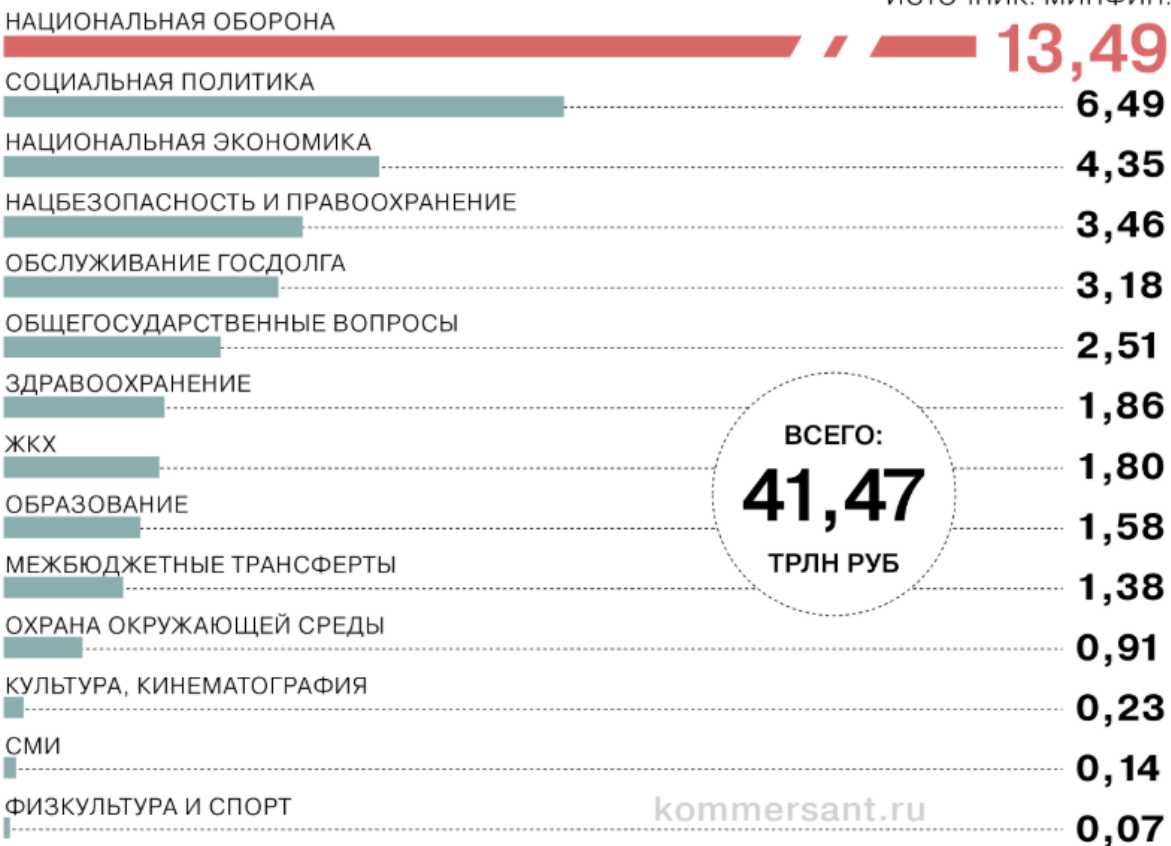 ИСТОЧНИК: МИНФИН.
НАЦИОНАЛЬНАЯ ОБОРОНА
13,49
СОЦИАЛЬНАЯ ПОЛИТИКА
6,49
НАЦИОНАЛЬНАЯ ЭКОНОМИКА
4,35
НАЦБЕЗОПАСНОСТЬ И ПРАВООХРАНЕНИЕ
3,46
ОБСЛУЖИВАНИЕ ГОСДОЛГА
3,18
ОБЩЕГОСУДАРСТВЕННЫЕ ВОПРОСЫ
2,51
ЗДРАВООХРАНЕНИЕ
1,86
ЖКХ
1,80
ОБРАЗОВАНИЕ
1,58
МЕЖБЮДЖЕТНЫЕ ТРАНСФЕРТЫ
1,38
ОХРАНА ОКРУЖАЮЩЕЙ СРЕДЫ
0,91
КУЛЬТУРА, КИНЕМАТОГРАФИЯ
0,23
СМИ
0,14
ФИЗКУЛЬТУРА И СПОРТ
0,07
ВСЕГО:
41,47
ТРЛН РУБ
kommersant.ru